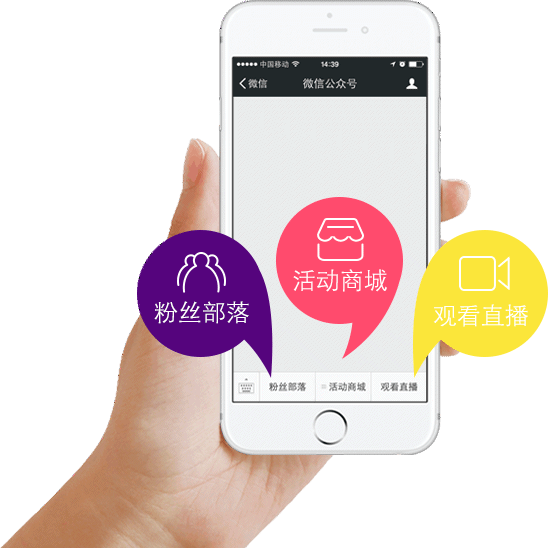 中国移动 14:39
微信 微信公众号
活动商城
粉丝部落
观看直播
粉丝部落 ≡ 活动商城 观看直播